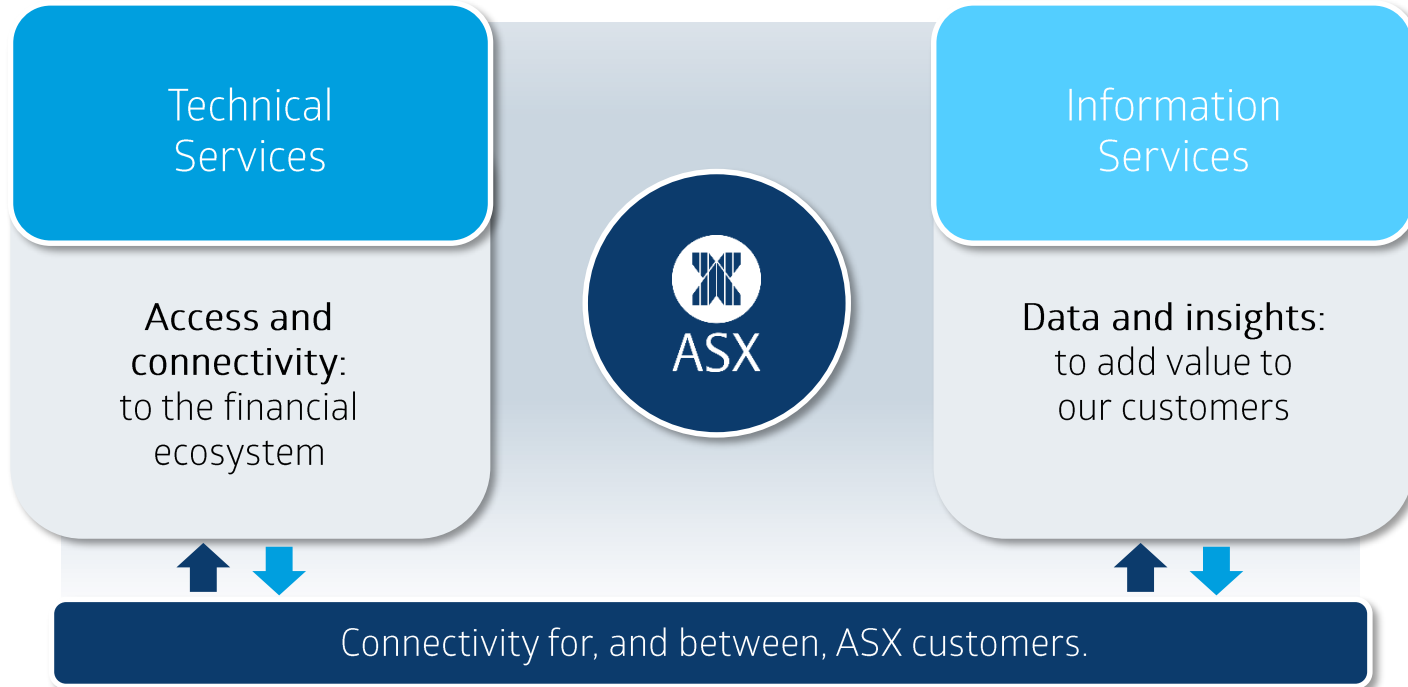 Technical
Services
Access and
connectivity:
to the financial
ecosystem
ASX
Information
Services
Data and insights:
to add value to
our customers
Connectivity for, and between, ASX customers.